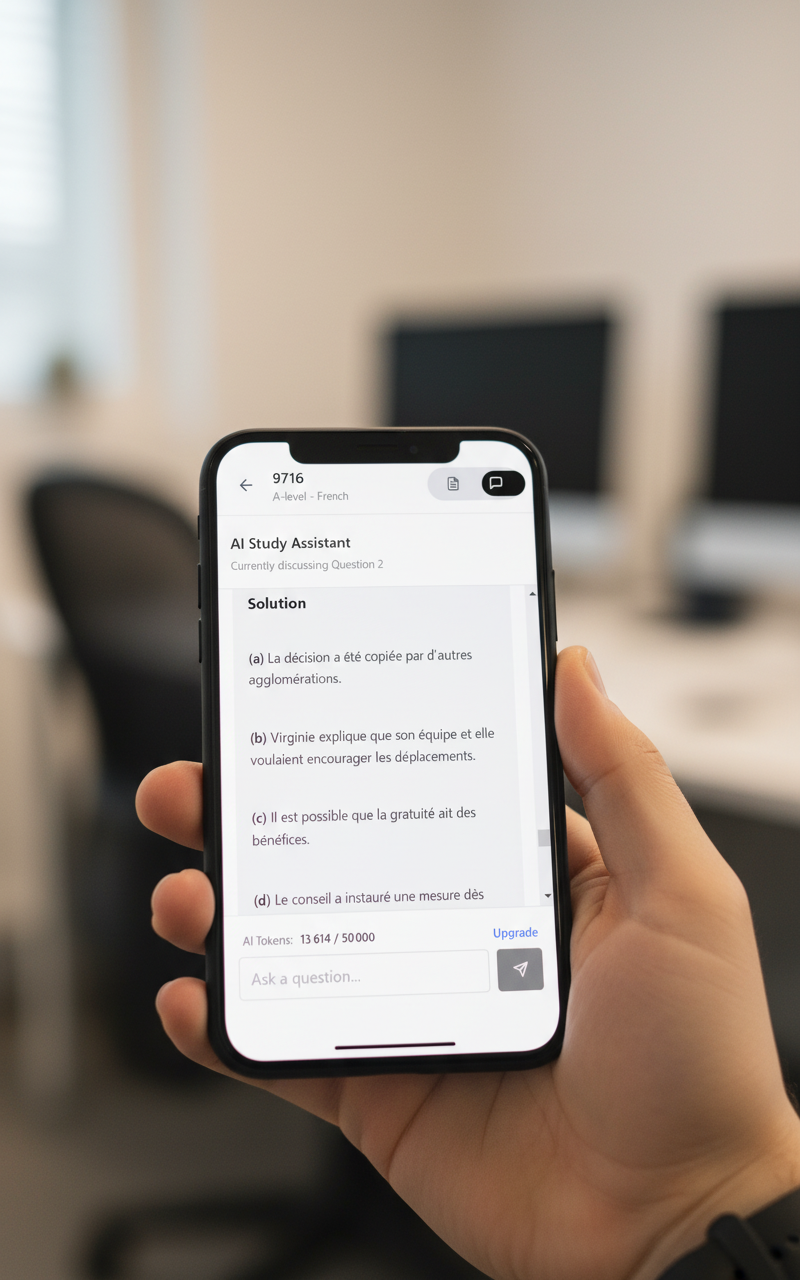 9716
A-level - French
AI Study Assistant
Currently discussing Question 2
Solution
(a) La décision a été copiée par d'autres
agglomérations.
(b) Virginie explique que son équipe et elle
voulaient encourager les déplacements.
(c) Il est possible que la gratuité ait des
bénéfices.
(d) Le conseil a instauré une mesure dès
AI Tokens: 13 614 / 50 000
Upgrade
Ask a question...